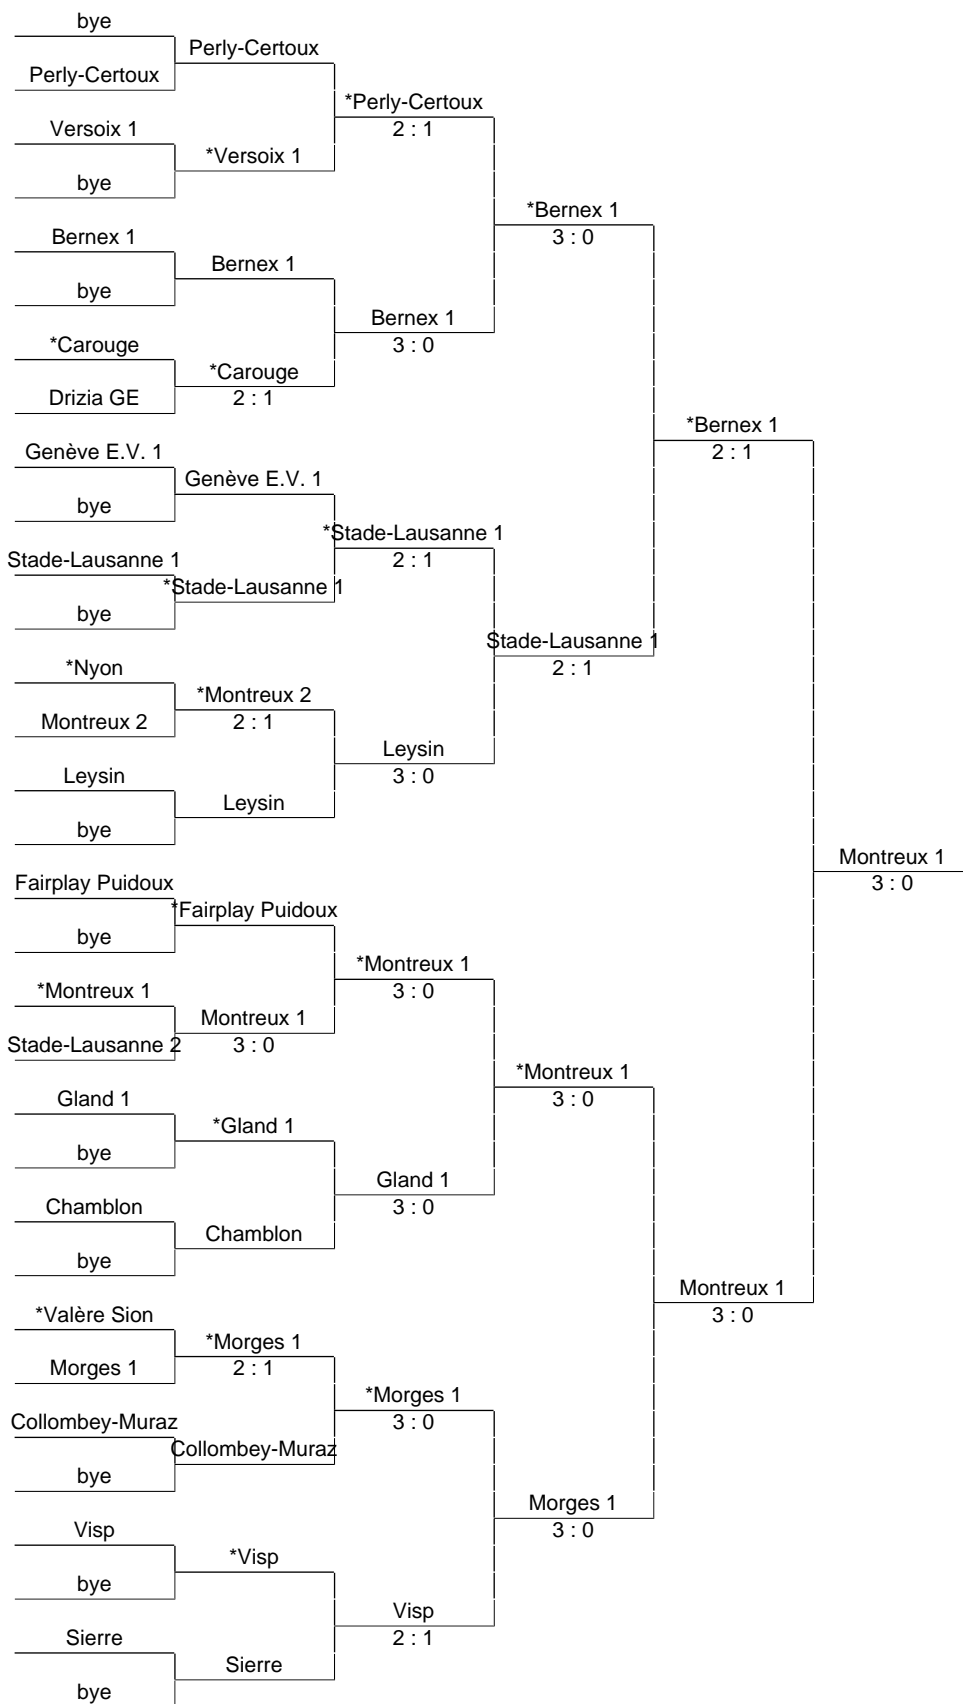 bye
Perly-Certoux
Perly-Certoux
*Perly-Certoux
2 : 1
Versoix 1
*Versoix 1
bye
*Bernex 1
3 : 0
Bernex 1
Bernex 1
bye
Bernex 1
3 : 0
*Carouge
*Carouge
2 : 1
Drizia GE
*Bernex 1
2 : 1
Genève E.V. 1
Genève E.V. 1
bye
*Stade-Lausanne 1
2 : 1
Stade-Lausanne 1
*Stade-Lausanne 1
bye
Stade-Lausanne 1
2 : 1
*Nyon
*Montreux 2
2 : 1
Montreux 2
Leysin
3 : 0
Leysin
Leysin
bye
Montreux 1
3 : 0
Fairplay Puidoux
*Fairplay Puidoux
bye
*Montreux 1
3 : 0
*Montreux 1
Montreux 1
3 : 0
Stade-Lausanne 2
*Montreux 1
3 : 0
Gland 1
*Gland 1
bye
Gland 1
3 : 0
Chamblon
Chamblon
bye
Montreux 1
3 : 0
*Valère Sion
*Morges 1
2 : 1
Morges 1
*Morges 1
3 : 0
Collombey-Muraz
Collombey-Muraz
bye
Morges 1
3 : 0
Visp
*Visp
bye
Visp
2 : 1
Sierre
Sierre
bye